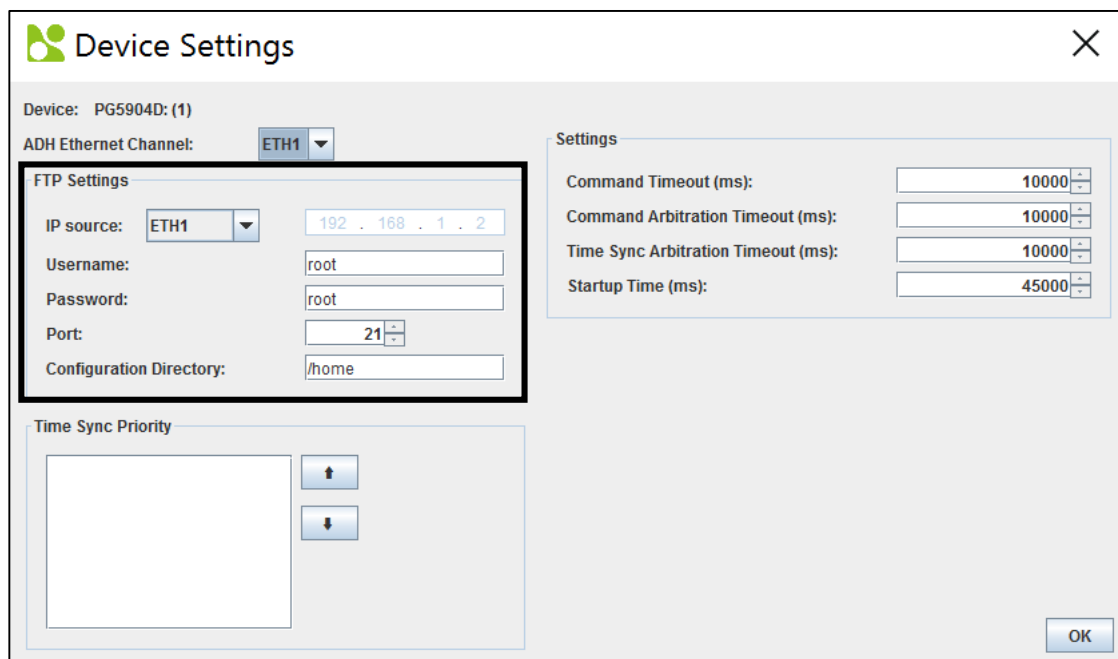 Device Settings
Device: PG5904D: (1)
ADH Ethernet Channel: ETH1
FTP Settings
IP source: ETH1 192 . 168 . 1 . 2
Username: root
Password: root
Port: 21
Configuration Directory: /home
Time Sync Priority
Settings
Command Timeout (ms): 10000
Command Arbitration Timeout (ms): 10000
Time Sync Arbitration Timeout (ms): 10000
Startup Time (ms): 45000
OK